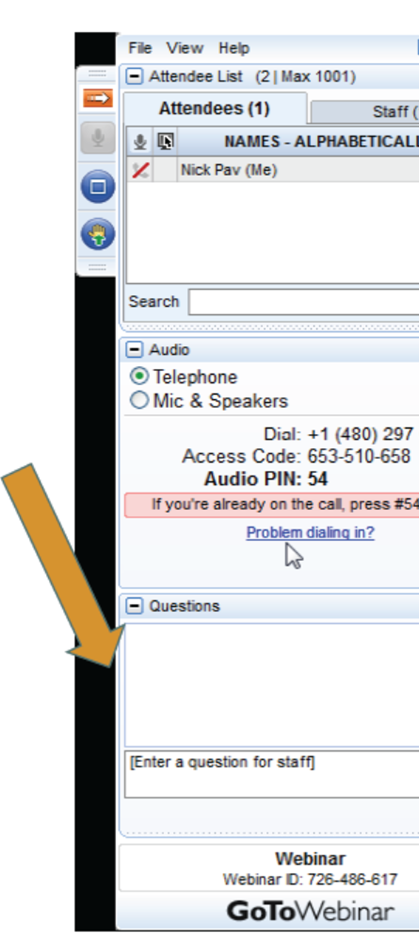 File View Help
Attendee List (2 | Max 1001)
Attendees (1) Staff (
NAMES - ALPHABETICALL
Nick Pav (Me)
Search
Audio
Telephone
Mic & Speakers
Dial: +1 (480) 297
Access Code: 653-510-658
Audio PIN: 54
If you're already on the call, press #54
Problem dialing in?
Questions
[Enter a question for staff]
Webinar
Webinar ID: 726-486-617
GoToWebinar